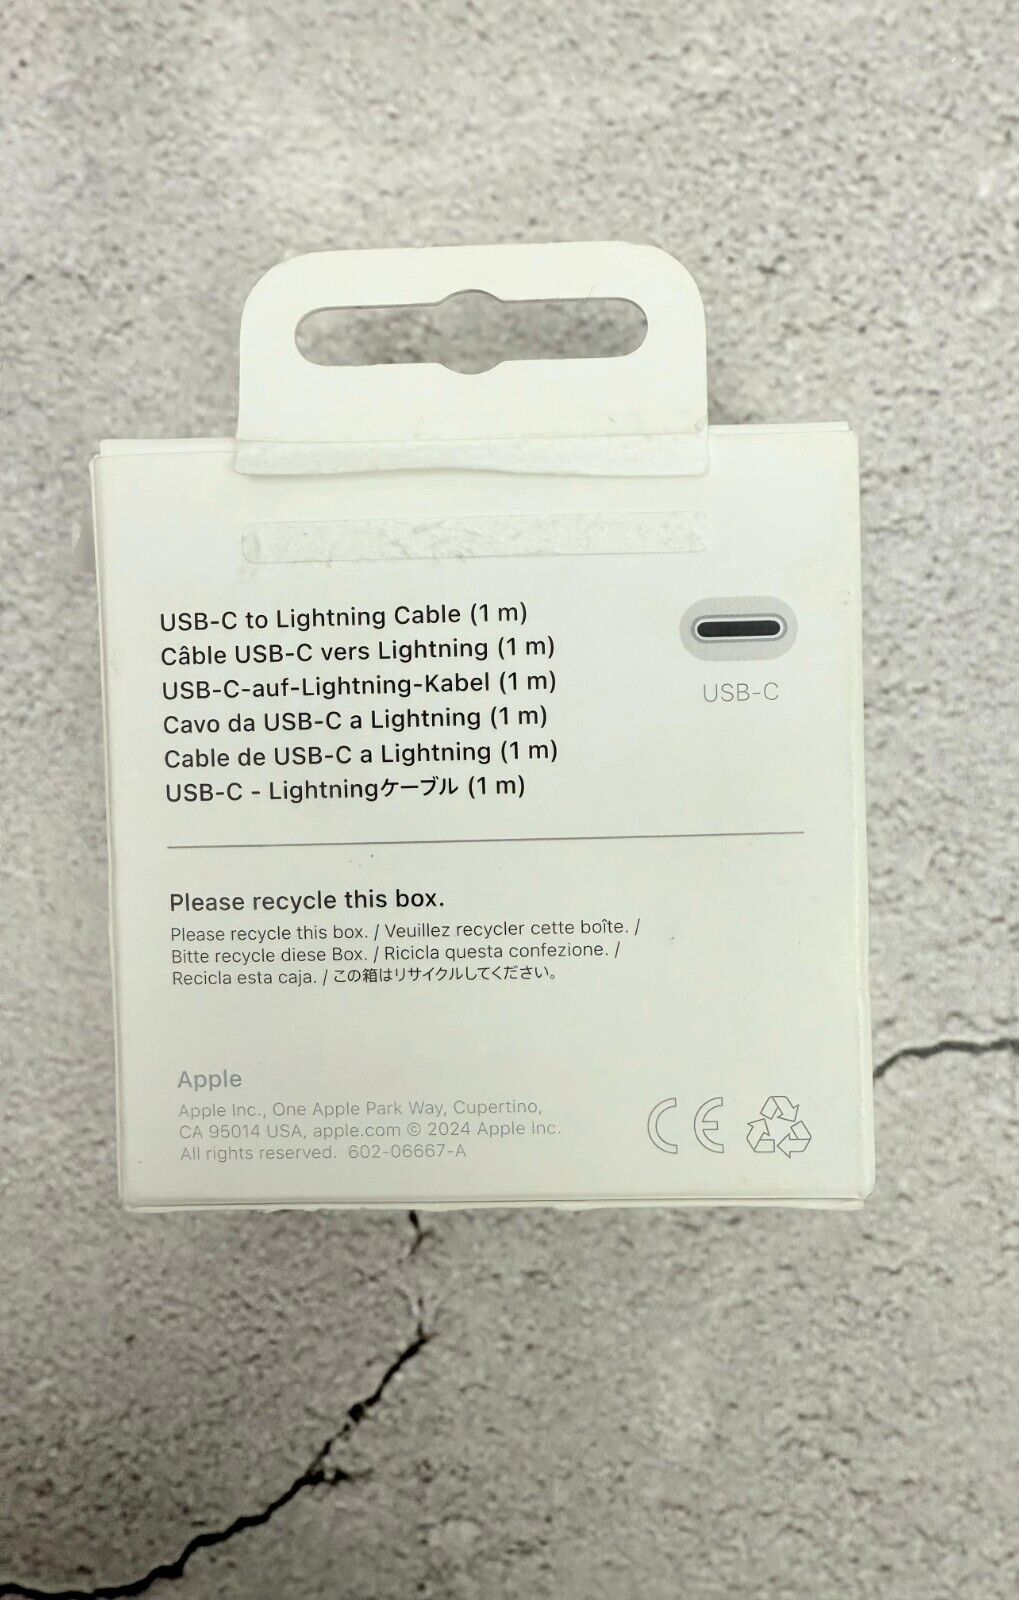 USB-C to Lightning Cable (1 m)
Câble USB-C vers Lightning (1 m)
USB-C-auf-Lightning-Kabel (1 m)
Cavo da USB-C a Lightning (1 m)
Cable de USB-C a Lightning (1 m)
USB-C - Lightningケーブル (1 m)
USB-C
Please recycle this box.
Please recycle this box. / Veuillez recycler cette boîte. /
Bitte recycle diese Box. / Ricicla questa confezione. /
Recicla esta caja. / この箱はリサイクルしてください。
Apple
Apple Inc., One Apple Park Way, Cupertino,
CA 95014 USA, apple.com © 2024 Apple Inc.
All rights reserved. 602-06667-A
CE